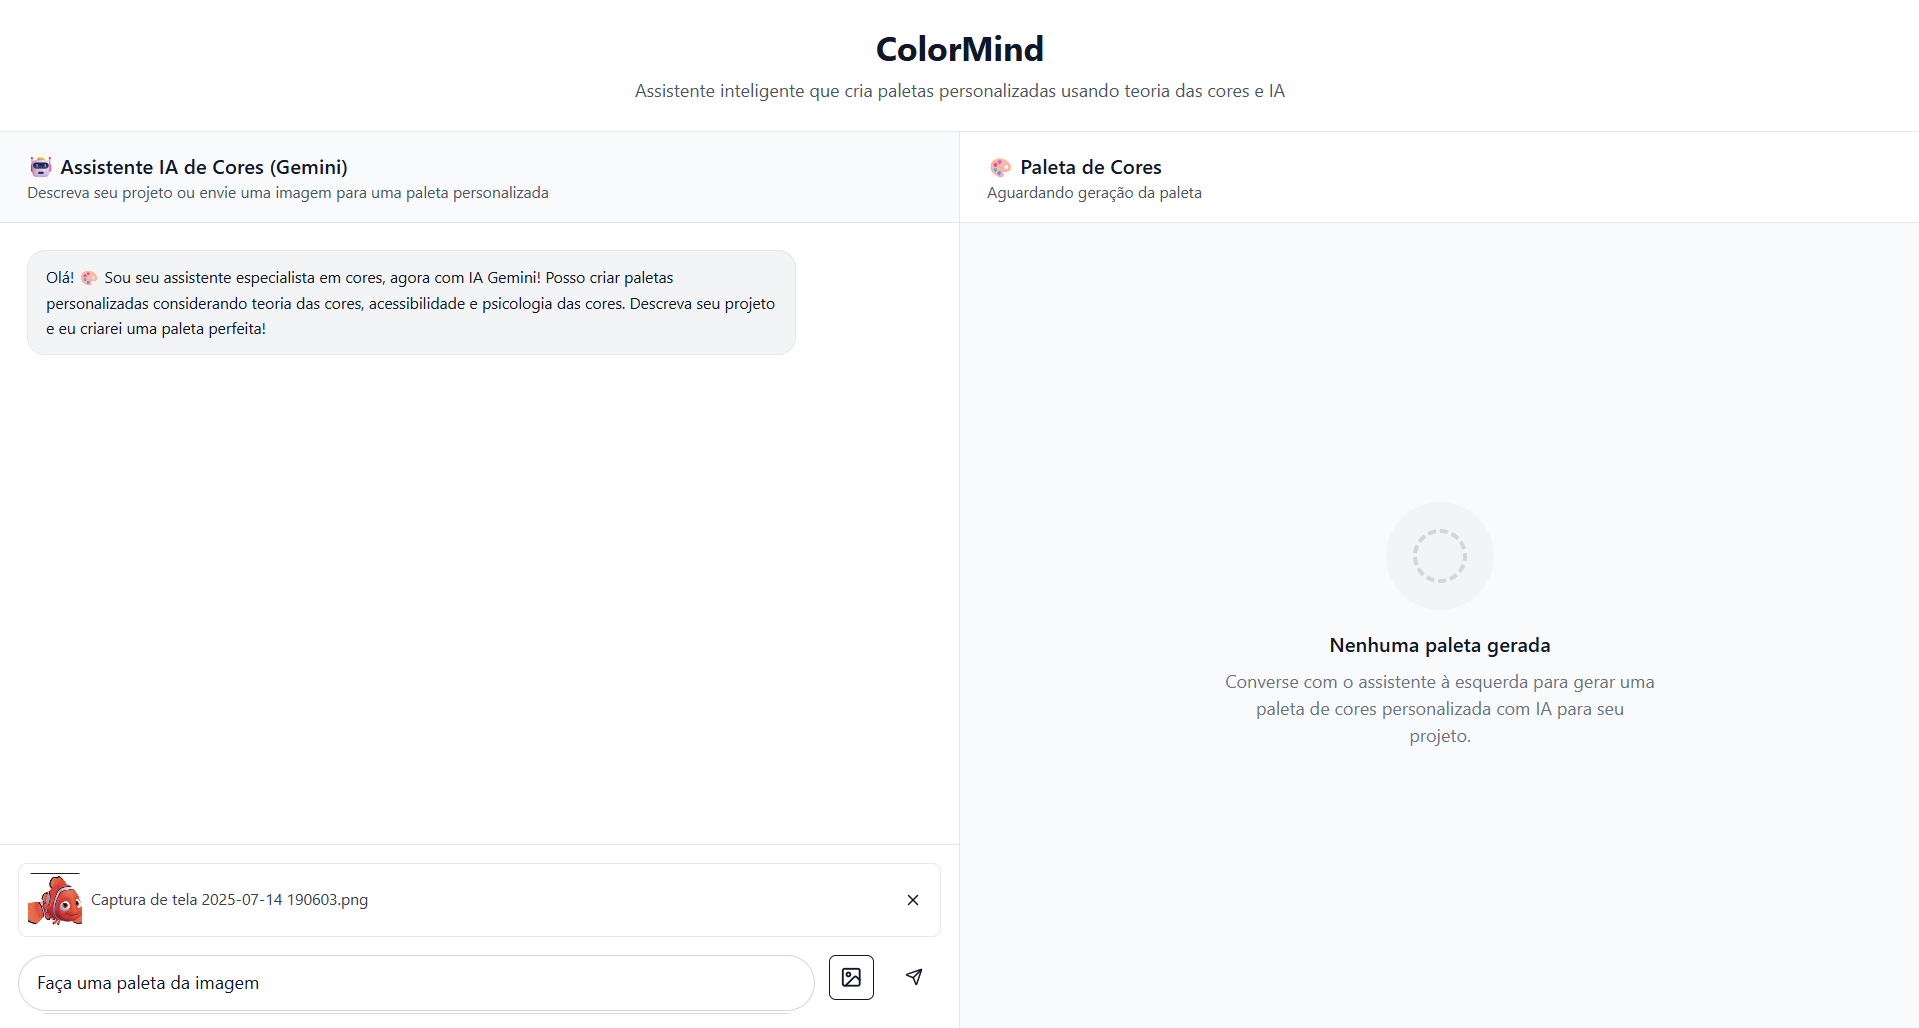 ColorMind
Assistente inteligente que cria paletas personalizadas usando teoria das cores e IA
Assistente IA de Cores (Gemini)
Descreva seu projeto ou envie uma imagem para uma paleta personalizada
Olá! 🎨 Sou seu assistente especialista em cores, agora com IA Gemini! Posso criar paletas
personalizadas considerando teoria das cores, acessibilidade e psicologia das cores. Descreva seu projeto
e eu criarei uma paleta perfeita!
Captura de tela 2025-07-14 190603.png
Faça uma paleta da imagem
Paleta de Cores
Aguardando geração da paleta
Nenhuma paleta gerada
Converse com o assistente à esquerda para gerar uma
paleta de cores personalizada com IA para seu
projeto.